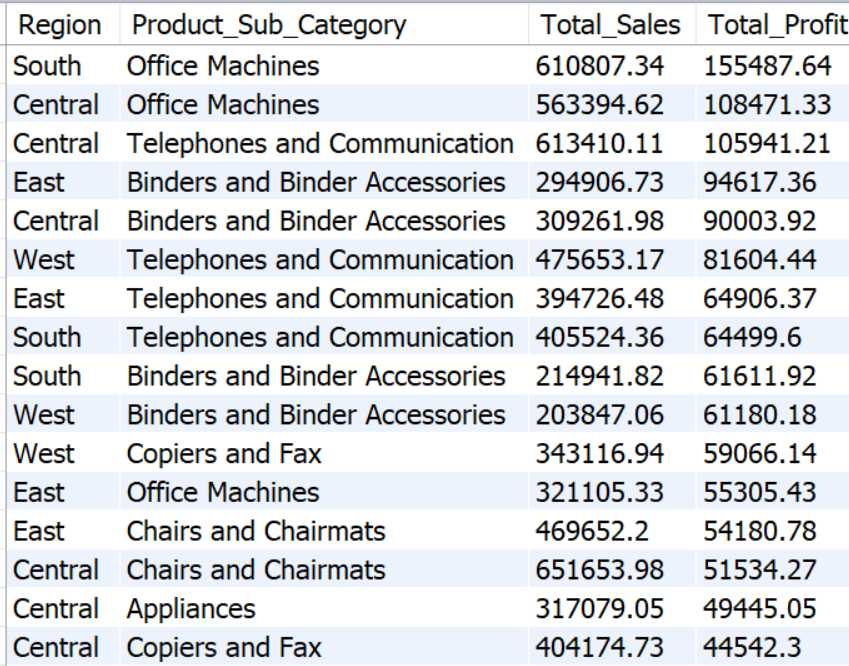 Region Product_Sub_Category Total_Sales Total_Profit
South Office Machines 610807.34 155487.64
Central Office Machines 563394.62 108471.33
Central Telephones and Communication 613410.11 105941.21
East Binders and Binder Accessories 294906.73 94617.36
Central Binders and Binder Accessories 309261.98 90003.92
West Telephones and Communication 475653.17 81604.44
East Telephones and Communication 394726.48 64906.37
South Telephones and Communication 405524.36 64499.6
South Binders and Binder Accessories 214941.82 61611.92
West Binders and Binder Accessories 203847.06 61180.18
West Copiers and Fax 343116.94 59066.14
East Office Machines 321105.33 55305.43
East Chairs and Chairmats 469652.2 54180.78
Central Chairs and Chairmats 651653.98 51534.27
Central Appliances 317079.05 49445.05
Central Copiers and Fax 404174.73 44542.3